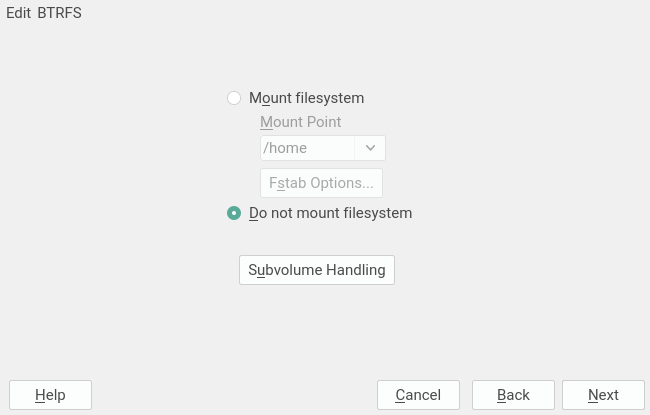 Edit BTRFS
Mount filesystem
Mount Point
/home
Fstab Options...
Do not mount filesystem
Subvolume Handling
Help
Cancel
Back
Next